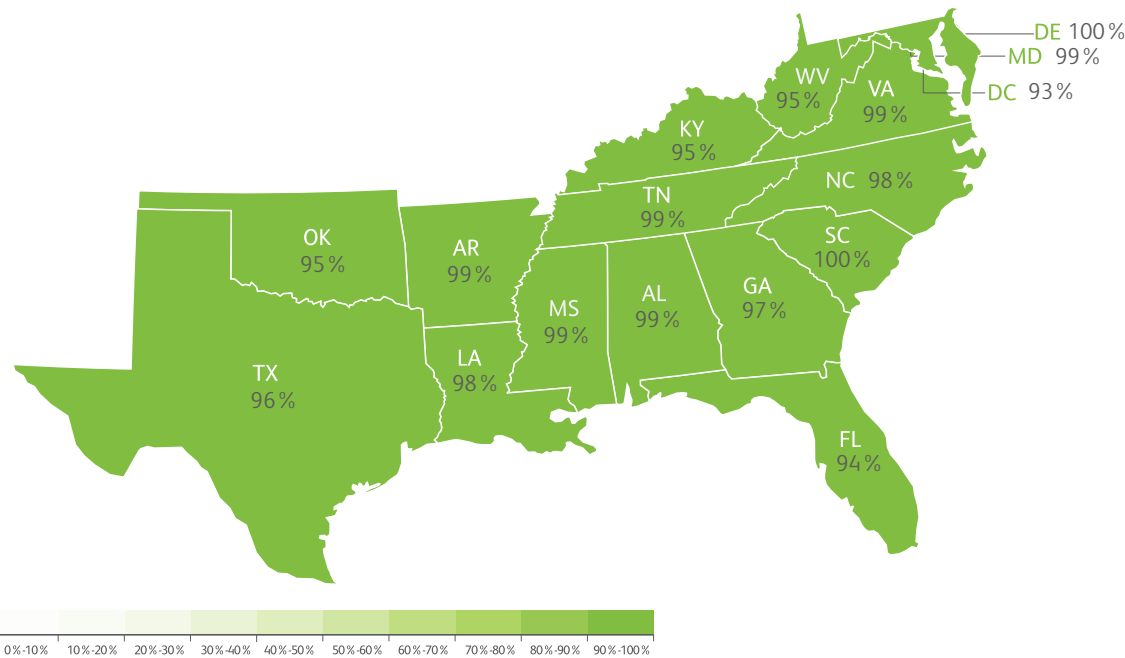 DE 100%
MD 99%
DC 93%
WV
95%
VA
99%
KY
95%
NC 98%
TN
99%
SC
100%
OK
95%
AR
99%
GA
97%
AL
99%
MS
99%
LA
98%
TX
96%
FL
94%
0%-10% 10%-20% 20%-30% 30%-40% 40%-50% 50%-60% 60%-70% 70%-80% 80%-90% 90%-100%